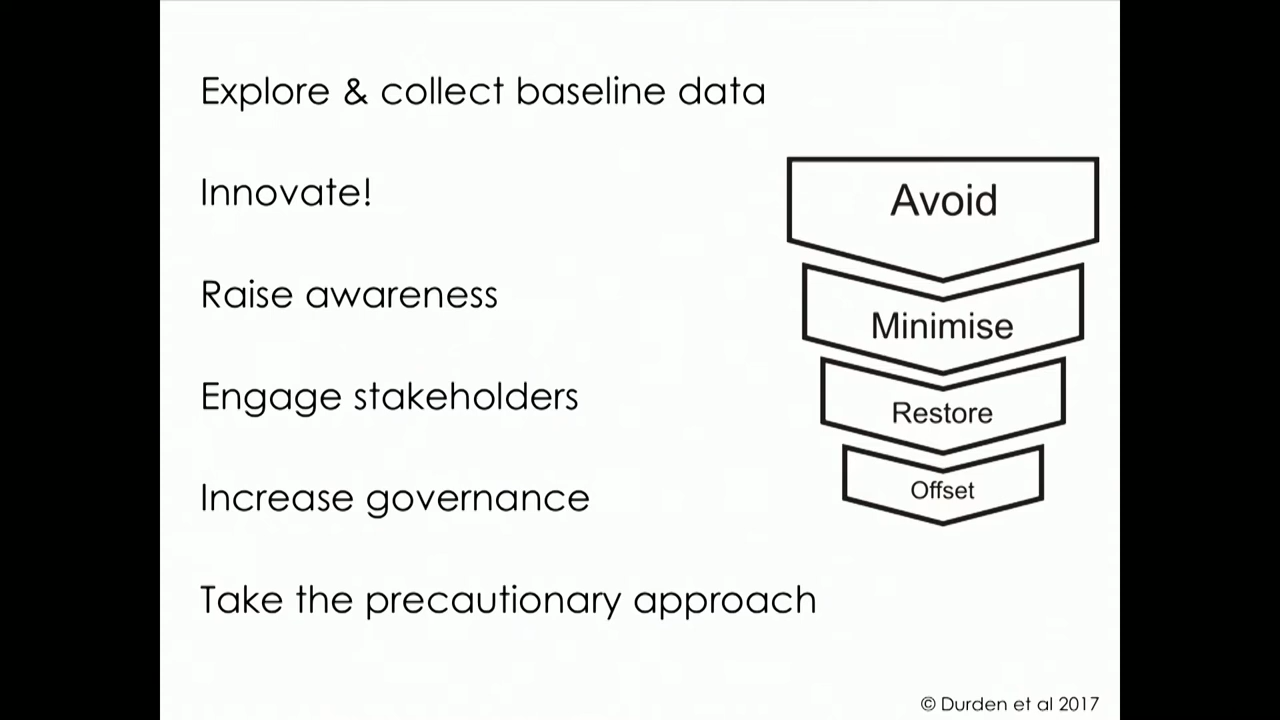 Explore & collect baseline data
Innovate!
Raise awareness
Engage stakeholders
Increase governance
Take the precautionary approach
Avoid
Minimise
Restore
Offset
© Durden et al 2017